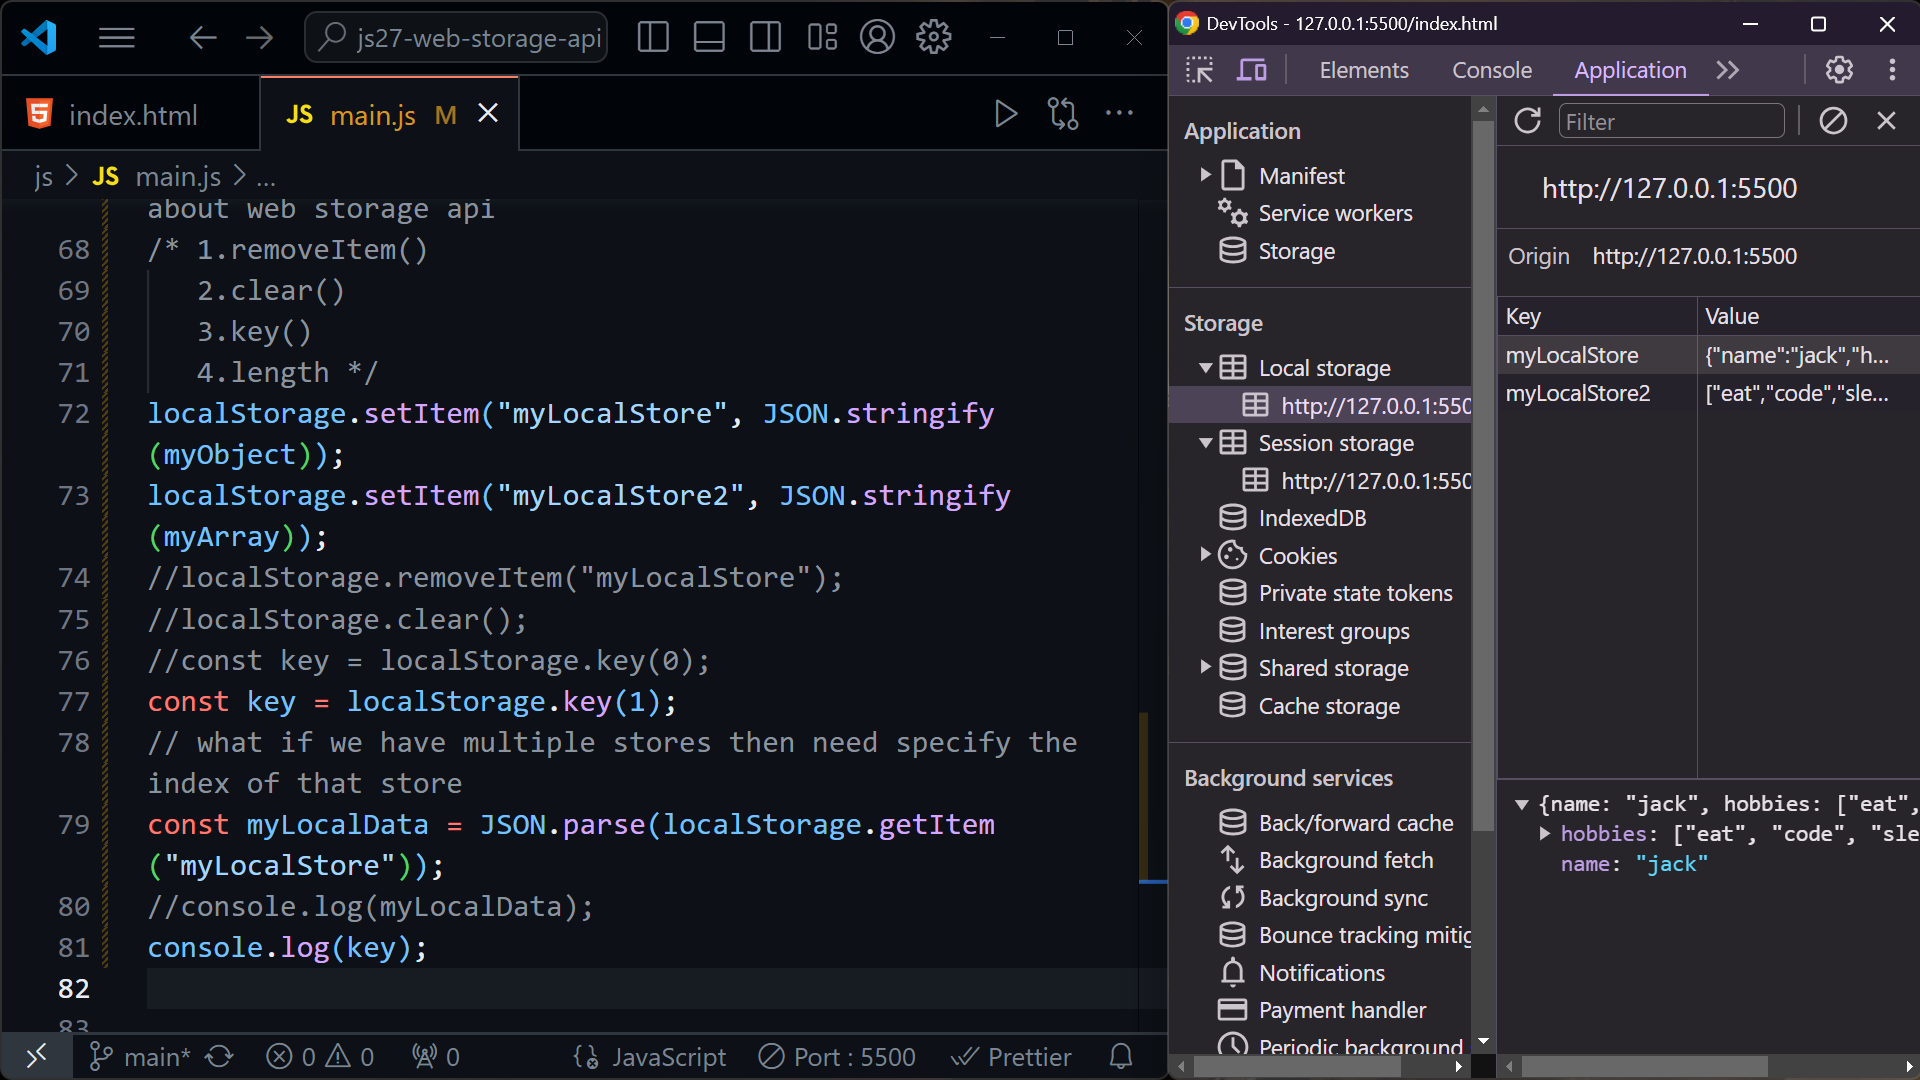 js27-web-storage-api
index.html
JS main.js M
js > JS main.js > ...
about web storage api
68 /* 1.removeItem()
69 2.clear()
70 3.key()
71 4.length */
72 localStorage.setItem("myLocalStore", JSON.stringify
(myObject));
73 localStorage.setItem("myLocalStore2", JSON.stringify
(myArray));
74 //localStorage.removeItem("myLocalStore");
75 //localStorage.clear();
76 //const key = localStorage.key(0);
77 const key = localStorage.key(1);
78 // what if we have multiple stores then need specify the
index of that store
79 const myLocalData = JSON.parse(localStorage.getItem
("myLocalStore"));
80 //console.log(myLocalData);
81 console.log(key);
82
83
main* 0 0 0 JavaScript Port : 5500 Prettier
DevTools - 127.0.0.1:5500/index.html
Elements Console Application
Application
Manifest
Service workers
Storage
Storage
Local storage
http://127.0.0.1:550
Session storage
http://127.0.0.1:550
IndexedDB
Cookies
Private state tokens
Interest groups
Shared storage
Cache storage
Background services
Back/forward cache
Background fetch
Background sync
Bounce tracking mitig
Notifications
Payment handler
Periodic background
Filter
http://127.0.0.1:5500
Origin http://127.0.0.1:5500
Key Value
myLocalStore {"name":"jack","h...
myLocalStore2 ["eat","code","sle...
{name: "jack", hobbies: ["eat",
hobbies: ["eat", "code", "sle
name: "jack"